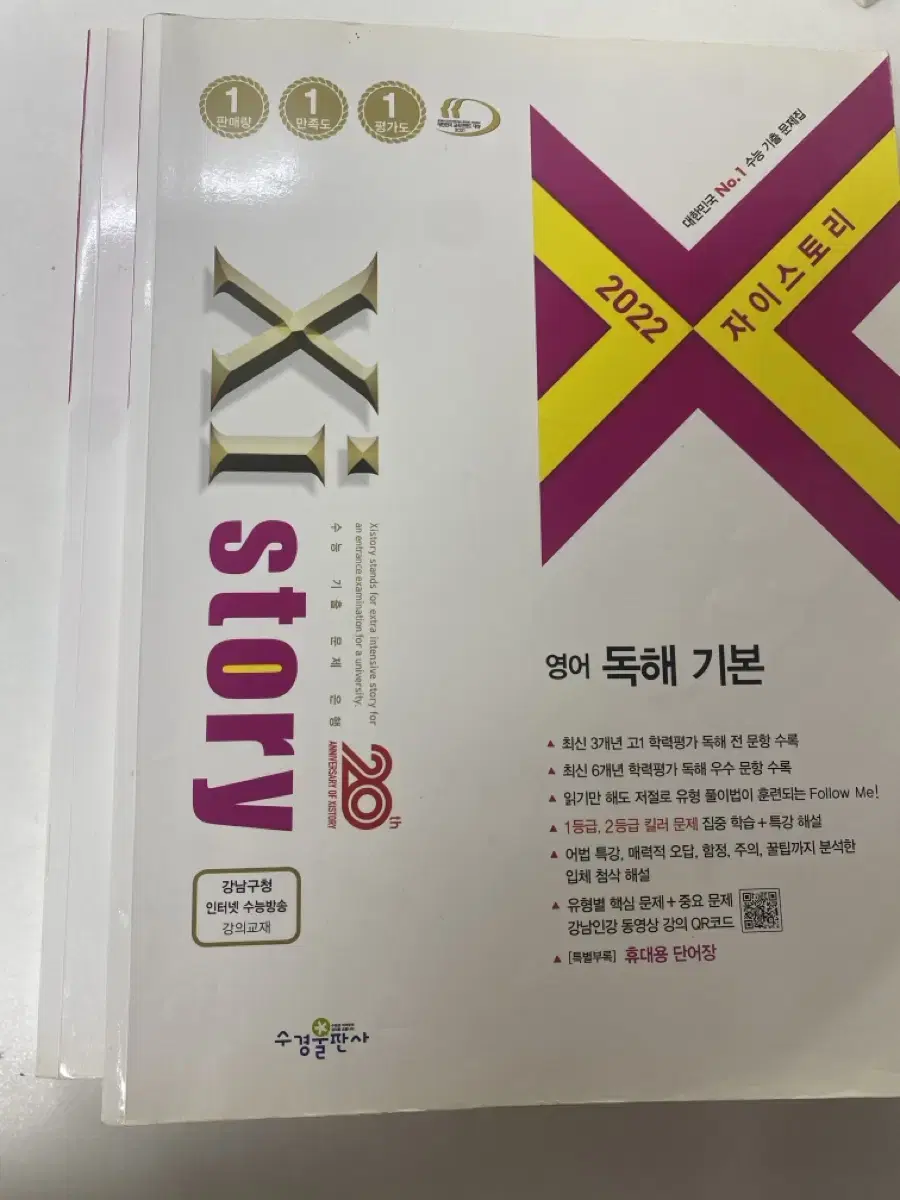 1
판매량
1
만족도
1
평가도
대한민국 No.1 수능 기출 문제집
2022 자이스토리
Xi story
Xistory stands for extra intensive story for
an entrance examination for a university.
수능 기출 문제 은행
20th
ANNIVERSARY OF XISTORY
영어 독해 기본
▲ 최신 3개년 고1 학력평가 독해 전 문항 수록
▲ 최신 6개년 학력평가 독해 우수 문항 수록
▲ 읽기만 해도 저절로 유형 풀이법이 훈련되는 Follow Me!
▲ 1등급, 2등급 킬러 문제 집중 학습+특강 해설
▲ 어법 특강, 매력적 오답, 함정, 주의, 꿀팁까지 분석한
입체 첨삭 해설
▲ 유형별 핵심 문제+중요 문제
강남인강 동영상 강의 QR코드
▲ [특별부록] 휴대용 단어장
강남구청
인터넷 수능방송
강의교재
수경출판사